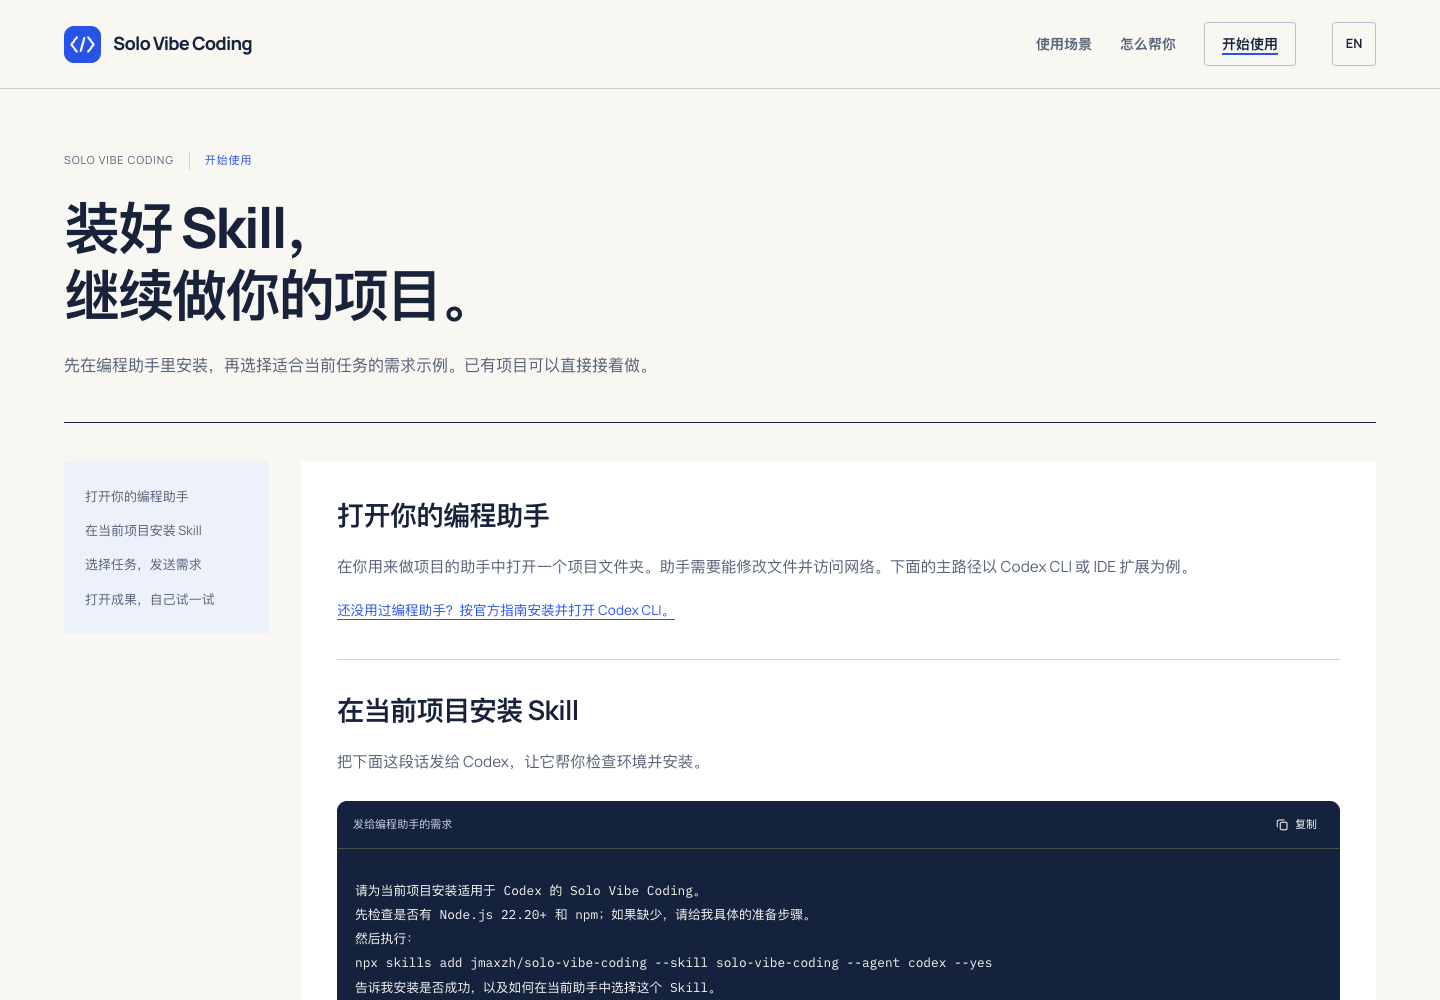 Solo Vibe Coding
使用场景
怎么帮你
开始使用
EN
SOLO VIBE CODING
开始使用
装好 Skill，
继续做你的项目。
先在编程助手里安装，再选择适合当前任务的需求示例。已有项目可以直接接着做。
打开你的编程助手
在当前项目安装 Skill
选择任务，发送需求
打开成果，自己试一试
打开你的编程助手
在你用来做项目的助手中打开一个项目文件夹。助手需要能修改文件并访问网络。下面的主路径以 Codex CLI 或 IDE 扩展为例。
还没用过编程助手？按官方指南安装并打开 Codex CLI。
在当前项目安装 Skill
把下面这段话发给 Codex，让它帮你检查环境并安装。
发给编程助手的需求
复制
请为当前项目安装适用于 Codex 的 Solo Vibe Coding。
先检查是否有 Node.js 22.20+ 和 npm；如果缺少，请给我具体的准备步骤。
然后执行：
npx skills add jmaxzh/solo-vibe-coding --skill solo-vibe-coding --agent codex --yes
告诉我安装是否成功，以及如何在当前助手中选择这个 Skill。